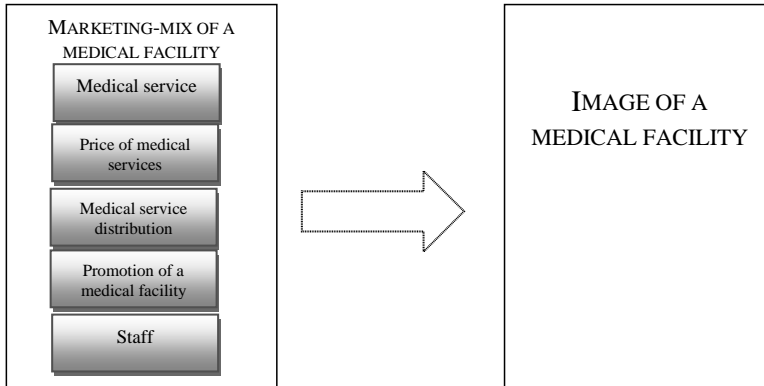 MARKETING-MIX OF A
MEDICAL FACILITY
Medical service
Price of medical
services
Medical service
distribution
Promotion of a
medical facility
Staff
IMAGE OF A
MEDICAL FACILITY